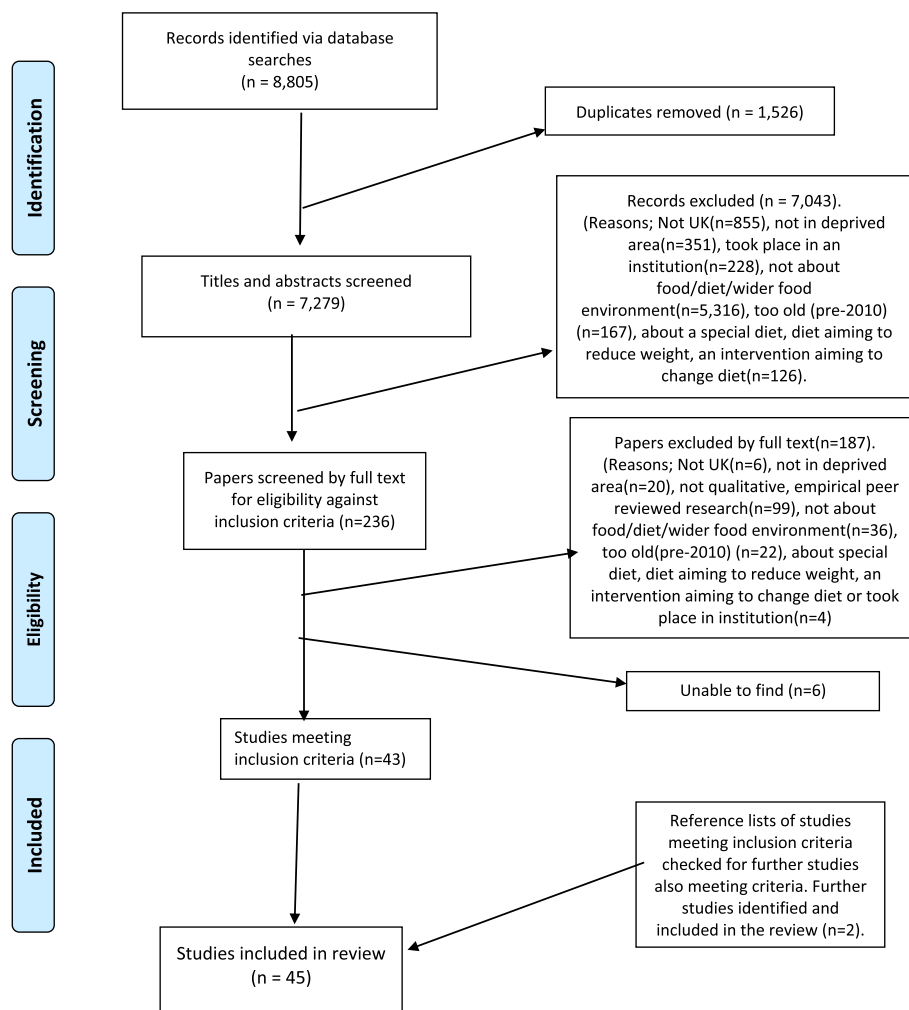 Records identified via database
searches
(n = 8,805)
Identification
Duplicates removed (n = 1,526)
Records excluded (n = 7,043).
(Reasons; Not UK(n=855), not in deprived
area(n=351), took place in an
institution(n=228), not about
food/diet/wider food
environment(n=5,316), too old (pre-2010)
(n=167), about a special diet, diet aiming to
reduce weight, an intervention aiming to
change diet(n=126).
Titles and abstracts screened
(n = 7,279)
Screening
Papers screened by full text
for eligibility against
inclusion criteria (n=236)
Papers excluded by full text(n=187).
(Reasons; Not UK(n=6), not in deprived
area(n=20), not qualitative, empirical peer
reviewed research(n=99), not about
food/diet/wider food environment(n=36),
too old(pre-2010) (n=22), about special
diet, diet aiming to reduce weight, an
intervention aiming to change diet or took
place in institution(n=4)
Eligibility
Unable to find (n=6)
Studies meeting
inclusion criteria (n=43)
Included
Reference lists of studies
meeting inclusion criteria
checked for further studies
also meeting criteria. Further
studies identified and
included in the review (n=2).
Studies included in review
(n = 45)